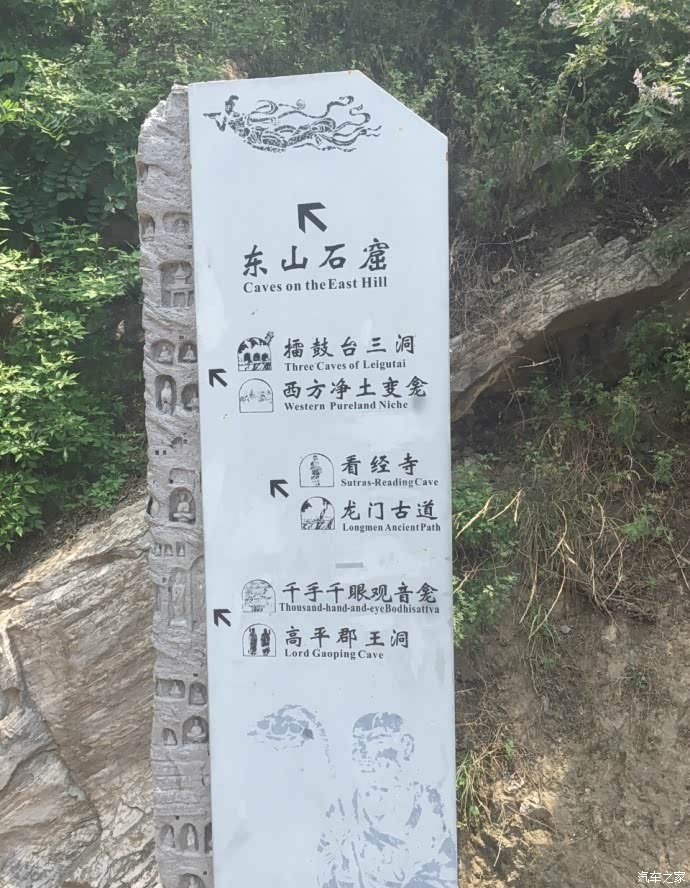 东山石窟
Caves on the East Hill
擂鼓台三洞
Three Caves of Leigutai
西方净土变龛
Western Pureland Niche
看经寺
Sutras-Reading Cave
龙门古道
Longmen Ancient Path
千手千眼观音龛
Thousand-hand-and-eye Bodhisattva
高平郡王洞
Lord Gaoping Cave
汽车之家